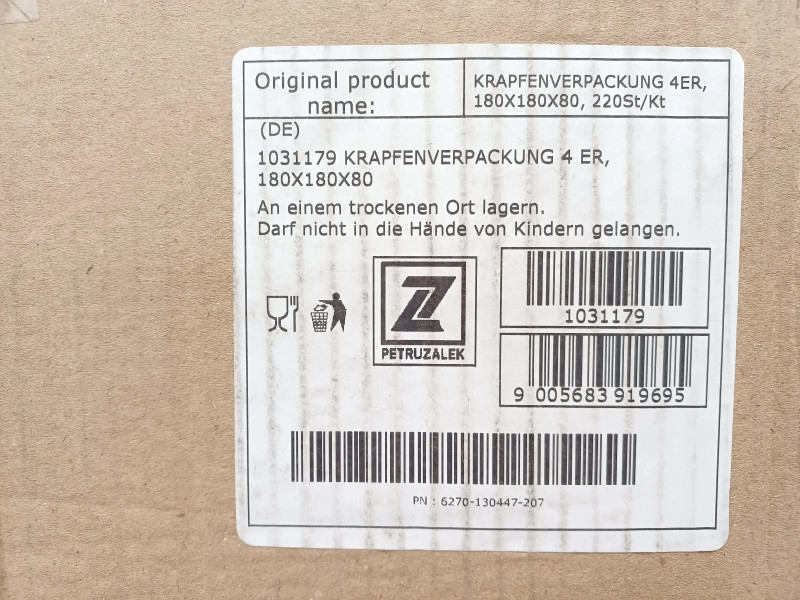 Original product name:
KRAPFENVERPACKUNG 4ER,
180X180X80, 220St/Kt
(DE)
1031179 KRAPFENVERPACKUNG 4 ER,
180X180X80
An einem trockenen Ort lagern.
Darf nicht in die Hände von Kindern gelangen.
PETRUZALEK
1031179
9 005683 919695
PN : 6270-130447-207